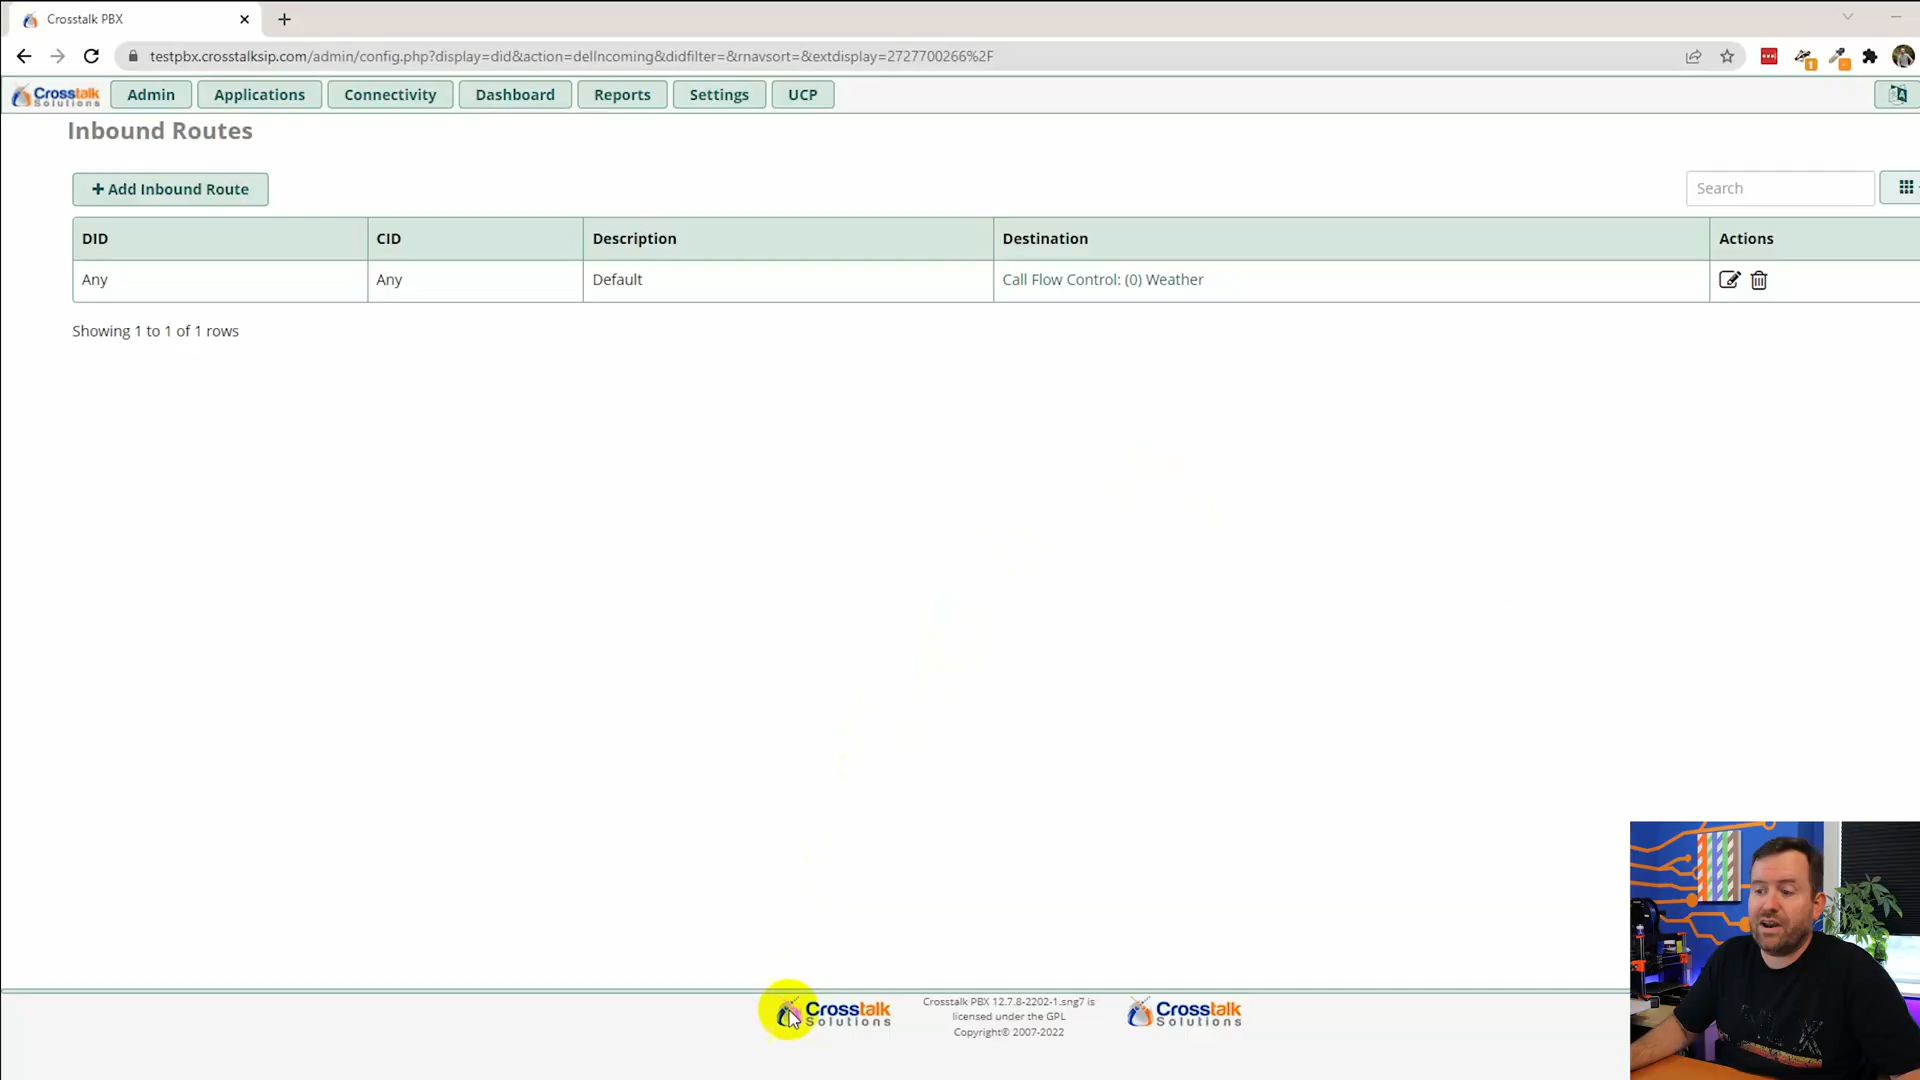 Crosstalk PBX
testpbx.crosstalksip.com/admin/config.php?display=did&action=delIncoming&didfilter=&rnavsort=&extdisplay=2727700266%2F
Crosstalk
Solutions
Admin
Applications
Connectivity
Dashboard
Reports
Settings
UCP
Inbound Routes
Add Inbound Route
Search
DID CID Description Destination Actions
Any Any Default Call Flow Control: (0) Weather
Showing 1 to 1 of 1 rows
Crosstalk
Solutions
Crosstalk PBX 12.7.8-2202-1.sng7 is
licensed under the GPL
Copyright© 2007-2022
Crosstalk
Solutions